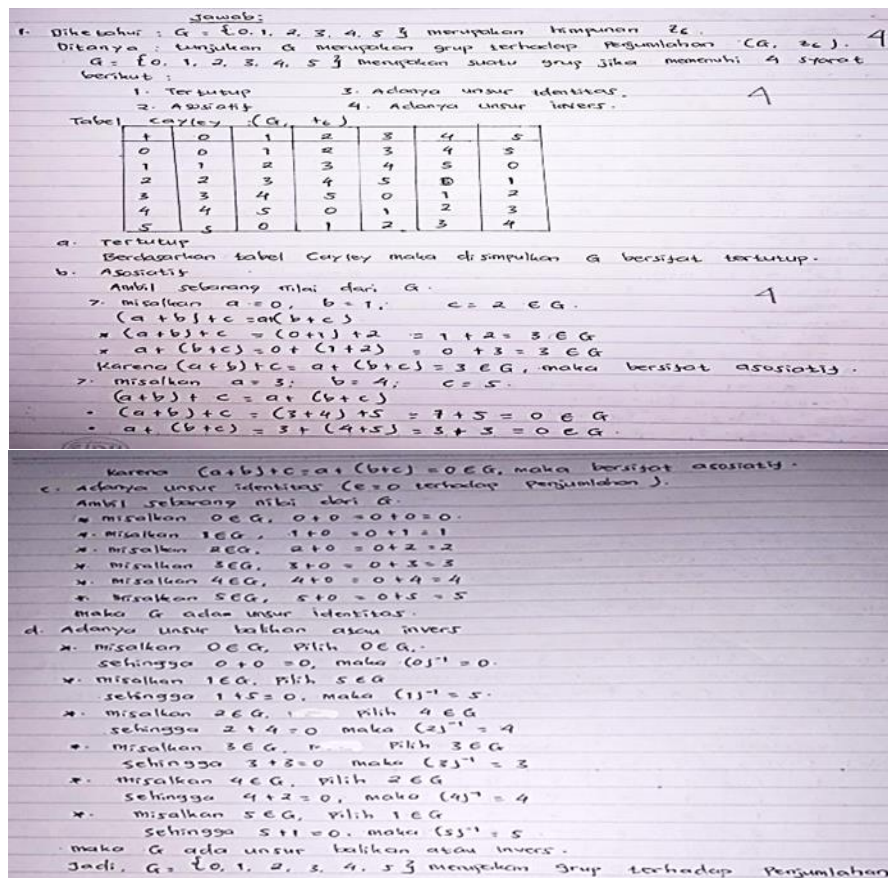 Jawab:
1. Diketahui : G = {0, 1, 2, 3, 4, 5} merupakan himpunan Z6
Ditanya : tunjukan G merupakan grup terhadap Pegumlahan (G, Z6). 4
G = {0, 1, 2, 3, 4, 5} merupakan suatu grup jika memenuhi 4 syarat
berikut :
1. Tertutup 3. Adanya unsur identitas.
2. Asosiatif 4. Adanya unsur invers. 4
Tabel Cayley (G, +6)
+ 0 1 2 3 4 5
0 0 1 2 3 4 5
1 1 2 3 4 5 0
2 2 3 4 5 0 1
3 3 4 5 0 1 2
4 4 5 0 1 2 3
5 5 0 1 2 3 4
a. Tertutup
Berdasarkan tabel Cayley maka disimpulkan G bersifat tertutup.
b. Asosiatif
Ambil sebarang nilai dari G. 4
> misalkan a = 0, b = 1, c = 2 ∈ G.
(a + b) + c = a+(b+c)
* (a+b)+c = (0+1)+2 = 1+2 = 3 ∈ G
* a+(b+c) = 0+(1+2) = 0+3 = 3 ∈ G
Karena (a+b)+c = a+(b+c) = 3 ∈ G, maka bersifat asosiatif.
> misalkan a = 3; b = 4; c = 5.
(a+b)+c = a+(b+c)
• (a+b)+c = (3+4)+5 = 7+5 = 0 ∈ G
• a+(b+c) = 3+(4+5) = 3+3 = 0 ∈ G.
Karena (a+b)+c = a+(b+c) = 0 ∈ G, maka bersifat asosiatif.
c. Adanya unsur identitas (e=0 terhadap Penjumlahan).
Ambil sebarang nilai dari G.
* misalkan 0 ∈ G, 0+0 = 0+0 = 0.
* misalkan 1 ∈ G, 1+0 = 0+1 = 1
* misalkan 2 ∈ G, 2+0 = 0+2 = 2
* misalkan 3 ∈ G, 3+0 = 0+3 = 3
* misalkan 4 ∈ G, 4+0 = 0+4 = 4
* misalkan 5 ∈ G, 5+0 = 0+5 = 5
maka G ada unsur identitas.
d. Adanya unsur balikan atau invers
* misalkan 0 ∈ G, Pilih 0 ∈ G.
sehingga 0+0 = 0, maka (0)⁻¹ = 0.
* misalkan 1 ∈ G. Pilih 5 ∈ G
sehingga 1+5 = 0. maka (1)⁻¹ = 5.
* misalkan 2 ∈ G, pilih 4 ∈ G
sehingga 2+4 = 0 maka (2)⁻¹ = 4
* misalkan 3 ∈ G, Pilih 3 ∈ G
sehingga 3+3 = 0 maka (3)⁻¹ = 3
* misalkan 4 ∈ G, pilih 2 ∈ G
sehingga 4+2 = 0, maka (4)⁻¹ = 4
* misalkan 5 ∈ G, pilih 1 ∈ G
sehingga 5+1 = 0. maka (5)⁻¹ = 5
maka G ada unsur balikan atau invers.
Jadi, G = {0, 1, 2, 3, 4, 5} merupakan grup terhadap Penjumlahan